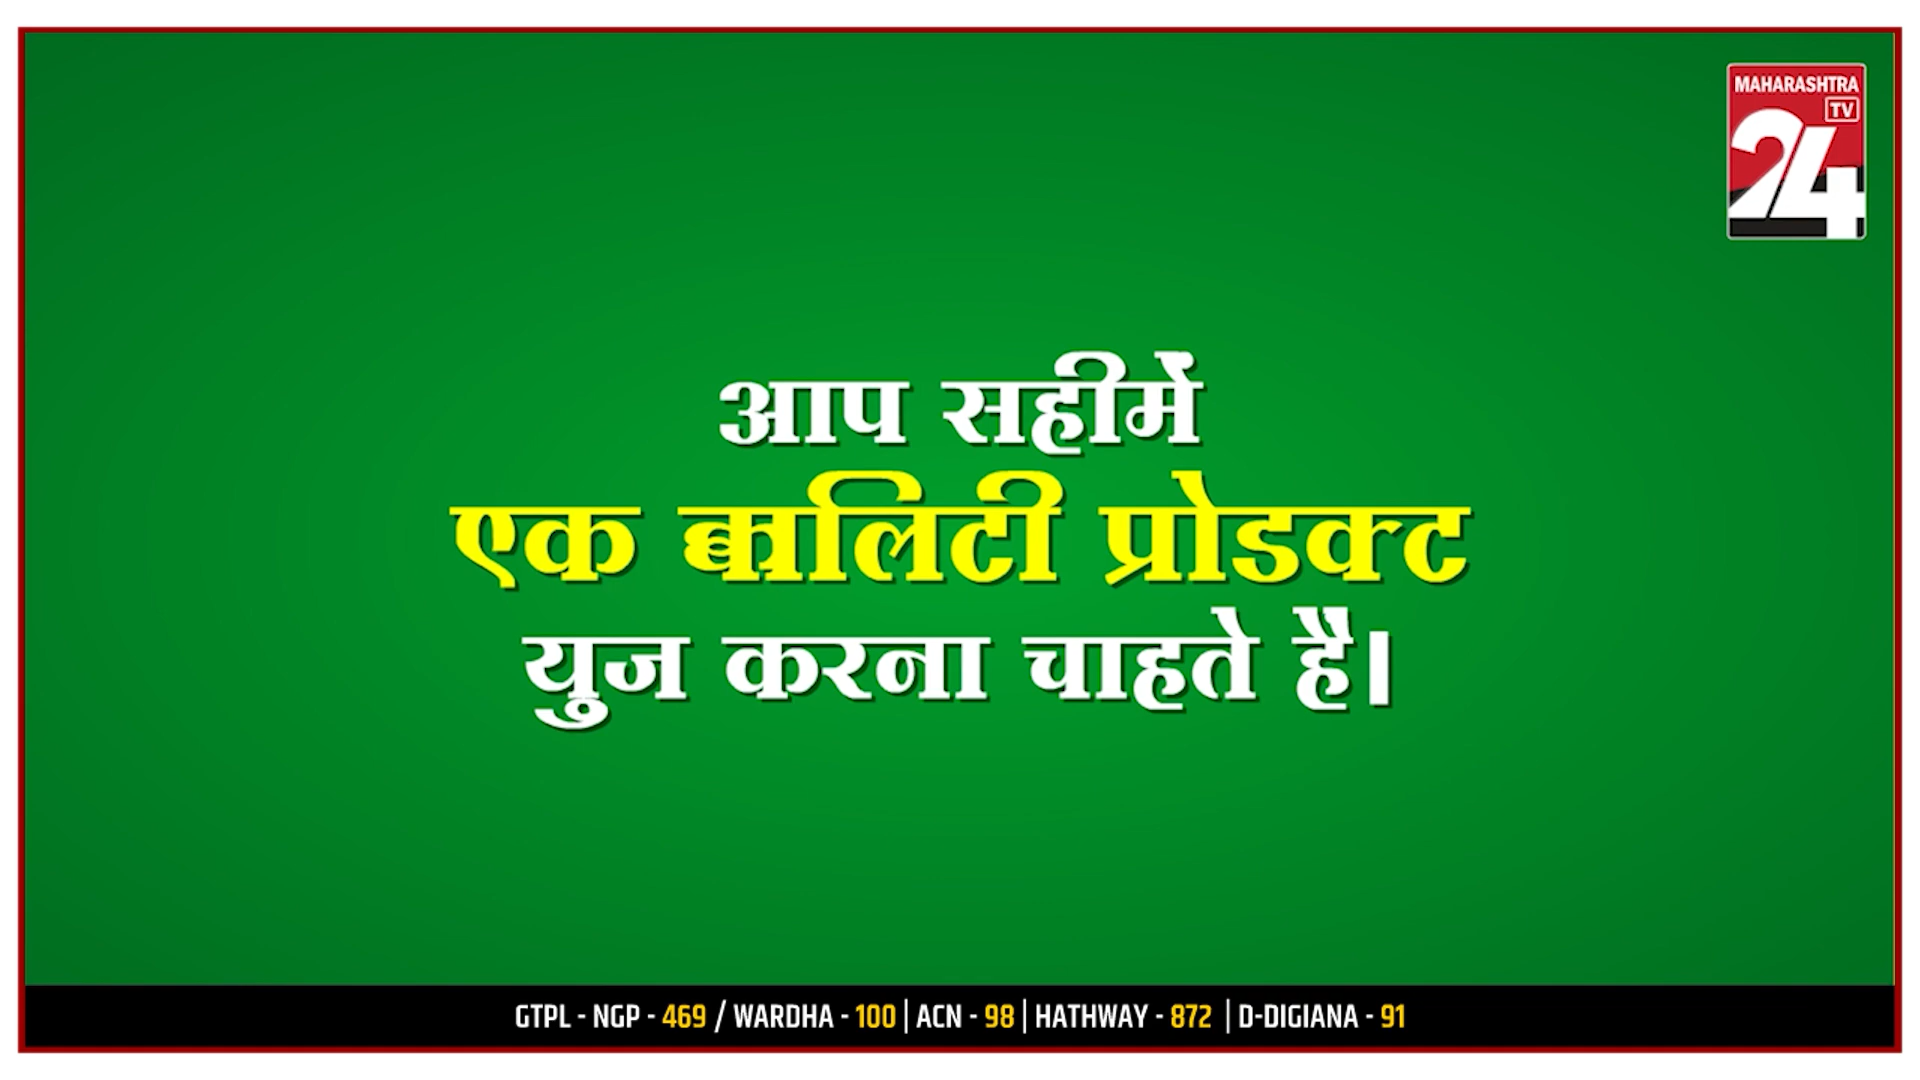 MAHARASHTRA
TV
24
आप सहीमें
एक क्वालिटी प्रोडक्ट
युज करना चाहते है।
GTPL - NGP - 469 / WARDHA - 100 | ACN - 98 | HATHWAY - 872 | D-DIGIANA - 91